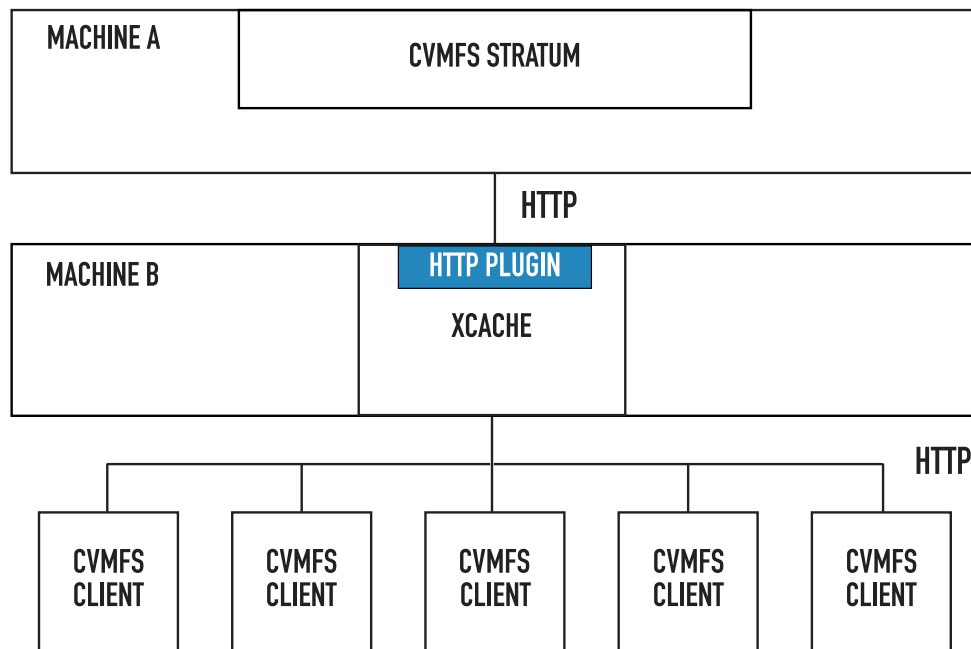 MACHINE A
CVMFS STRATUM
HTTP
MACHINE B
HTTP PLUGIN
XCACHE
HTTP
CVMFS
CLIENT
CVMFS
CLIENT
CVMFS
CLIENT
CVMFS
CLIENT
CVMFS
CLIENT